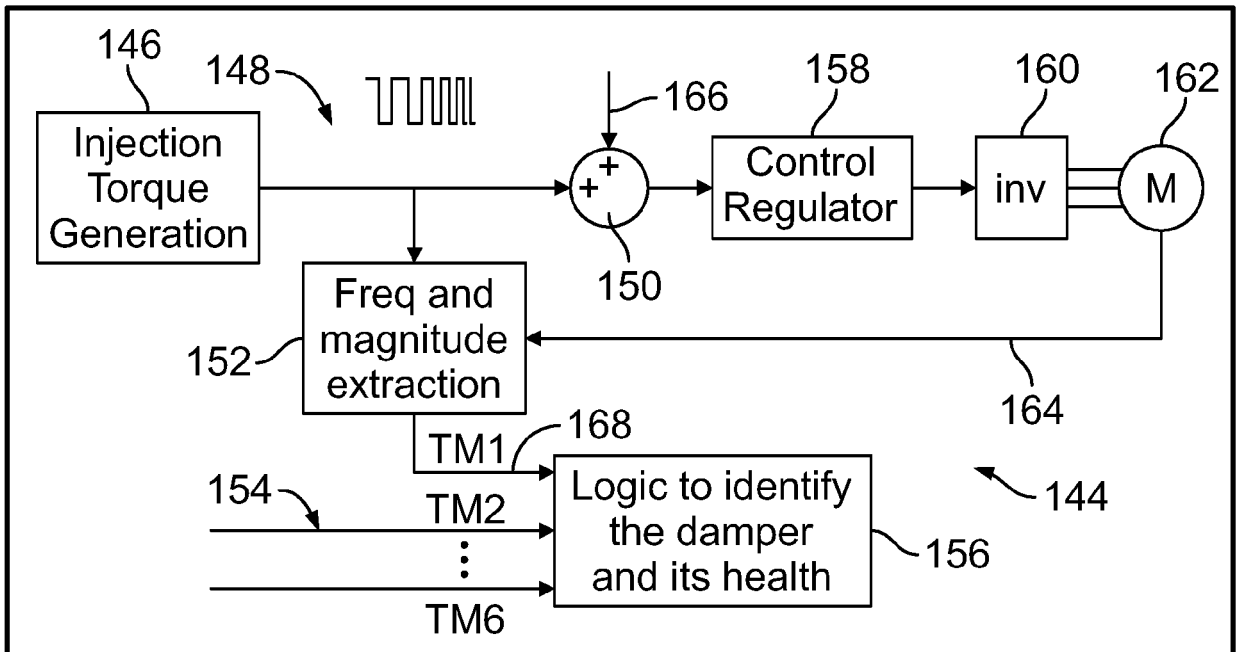 146
148
166
158
160
162
Injection
Torque
Generation
+
+
150
Control
Regulator
inv
M
Freq and
magnitude
extraction
152
164
TM1
168
154
TM2
TM6
Logic to identify
the damper
and its health
144
156